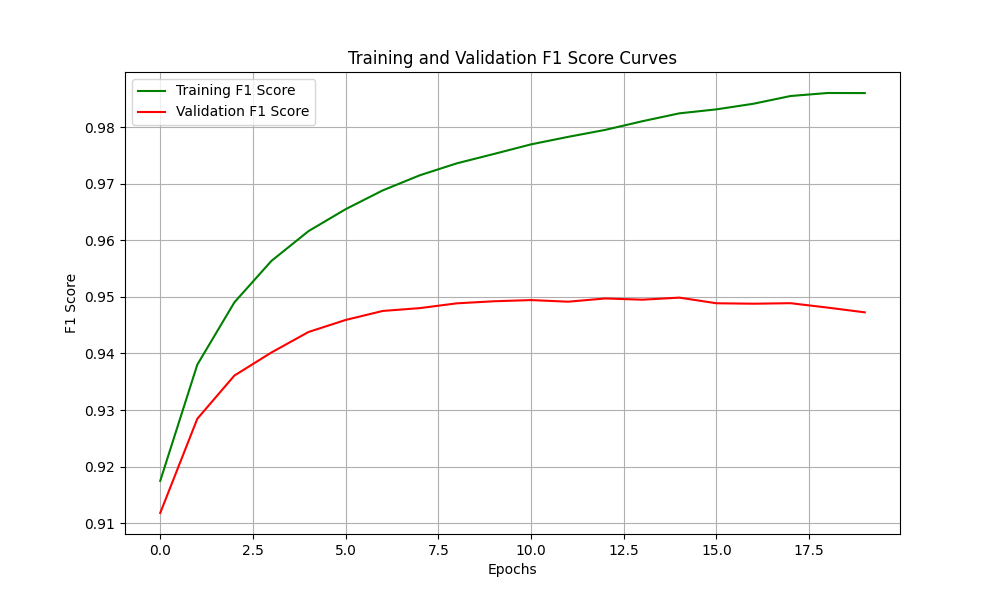 Training and Validation F1 Score Curves
Training F1 Score
Validation F1 Score
F1 Score
0.98
0.97
0.96
0.95
0.94
0.93
0.92
0.91
0.0 2.5 5.0 7.5 10.0 12.5 15.0 17.5
Epochs